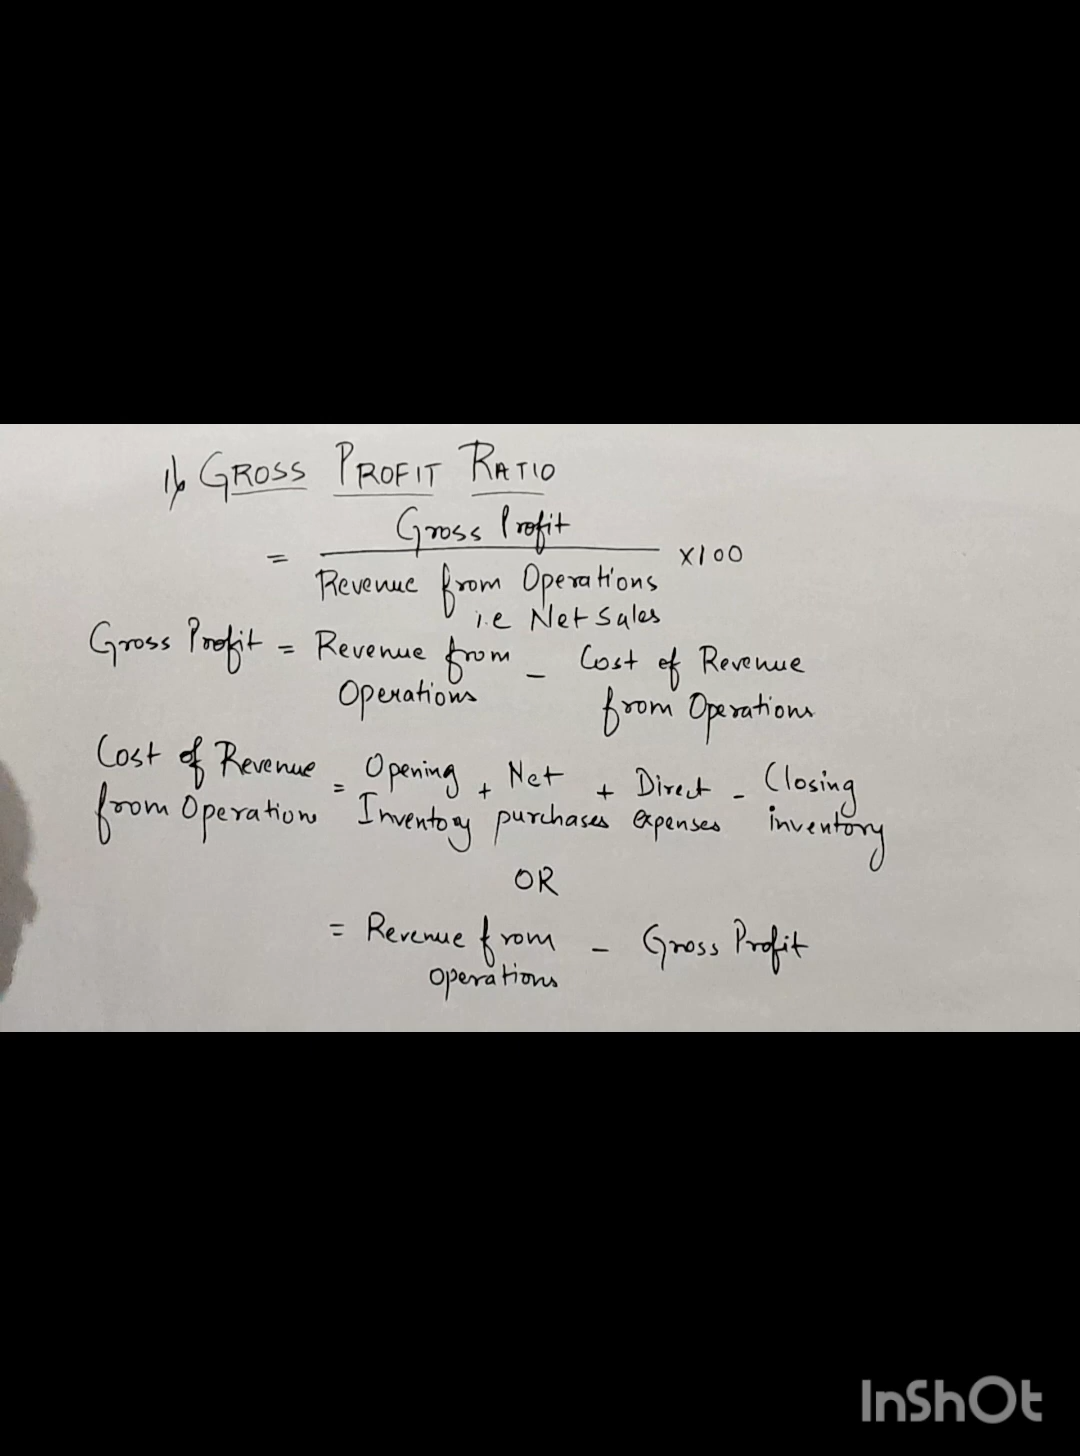 1) GROSS PROFIT RATIO
= Gross Profit / Revenue from Operations i.e Net Sales ×100
Gross Profit = Revenue from Operations - Cost of Revenue from Operations
Cost of Revenue from Operations = Opening Inventory + Net purchases + Direct expenses - Closing inventory
OR
= Revenue from operations - Gross Profit
InShOt